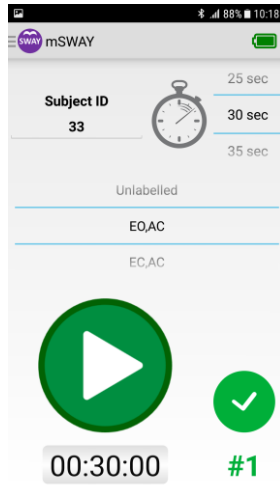 88% 10:18
SWAY mSWAY
25 sec
Subject ID
30 sec
33
35 sec
Unlabelled
EO,AC
EC,AC
00:30:00
#1